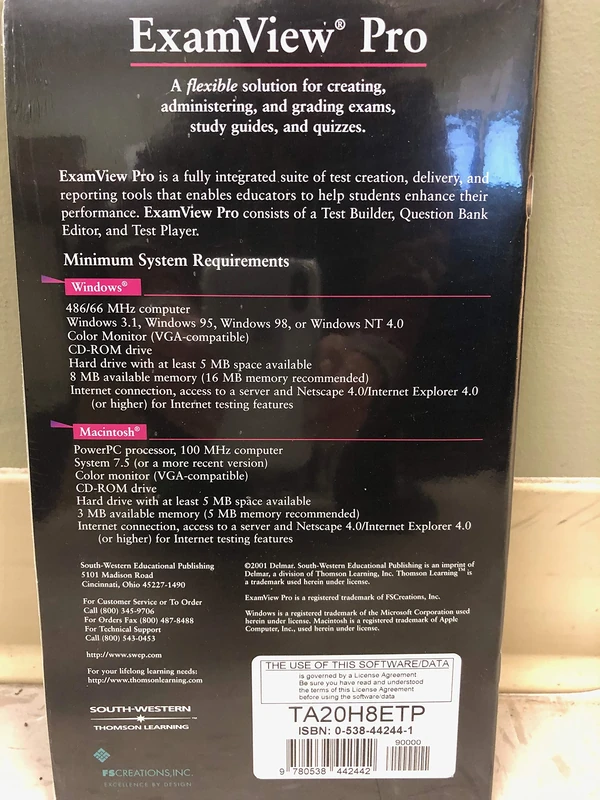 ExamView® Pro
A flexible solution for creating,
administering, and grading exams,
study guides, and quizzes.
ExamView Pro is a fully integrated suite of test creation, delivery, and
reporting tools that enables educators to help students enhance their
performance. ExamView Pro consists of a Test Builder, Question Bank
Editor, and Test Player.
Minimum System Requirements
Windows®
486/66 MHz computer
Windows 3.1, Windows 95, Windows 98, or Windows NT 4.0
Color Monitor (VGA-compatible)
CD-ROM drive
Hard drive with at least 5 MB space available
8 MB available memory (16 MB memory recommended)
Internet connection, access to a server and Netscape 4.0/Internet Explorer 4.0
(or higher) for Internet testing features
Macintosh®
PowerPC processor, 100 MHz computer
System 7.5 (or a more recent version)
Color monitor (VGA-compatible)
CD-ROM drive
Hard drive with at least 5 MB space available
3 MB available memory (5 MB memory recommended)
Internet connection, access to a server and Netscape 4.0/Internet Explorer 4.0
(or higher) for Internet testing features
South-Western Educational Publishing
5101 Madison Road
Cincinnati, Ohio 45227-1490
For Customer Service or To Order
Call (800) 345-9706
For Orders Fax (800) 487-8488
For Technical Support
Call (800) 543-0453
http://www.swep.com
For your lifelong learning needs:
http://www.thomsonlearning.com
SOUTH-WESTERN
THOMSON LEARNING™
FSCREATIONS, INC.
EXCELLENCE BY DESIGN
©2001 Delmar. South-Western Educational Publishing is an imprint of
Delmar, a division of Thomson Learning, Inc. Thomson Learning™ is
a trademark used herein under license.
ExamView Pro is a registered trademark of FSCreations, Inc.
Windows is a registered trademark of the Microsoft Corporation used
herein under license. Macintosh is a registered trademark of Apple
Computer, Inc., used herein under license.
THE USE OF THIS SOFTWARE/DATA
is governed by a License Agreement
Be sure you have read and understood
the terms of this License Agreement
before using the software/data
TA20H8ETP
ISBN: 0-538-44244-1
90000
9 780538 442442